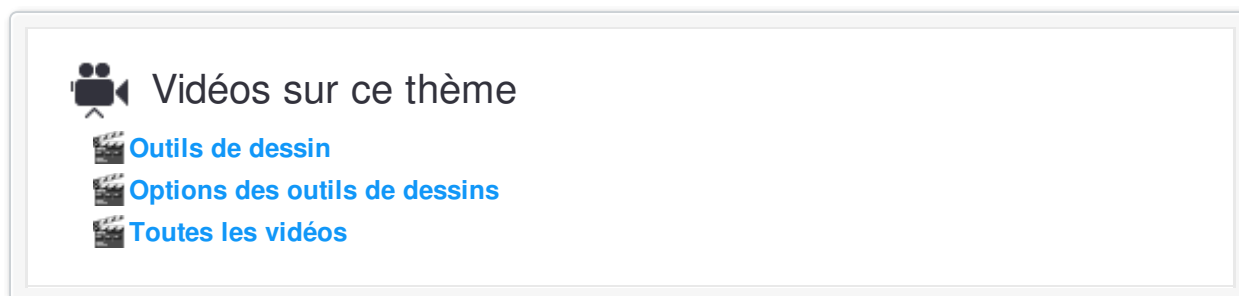 Vidéos sur ce thème
Outils de dessin
Options des outils de dessins
Toutes les vidéos